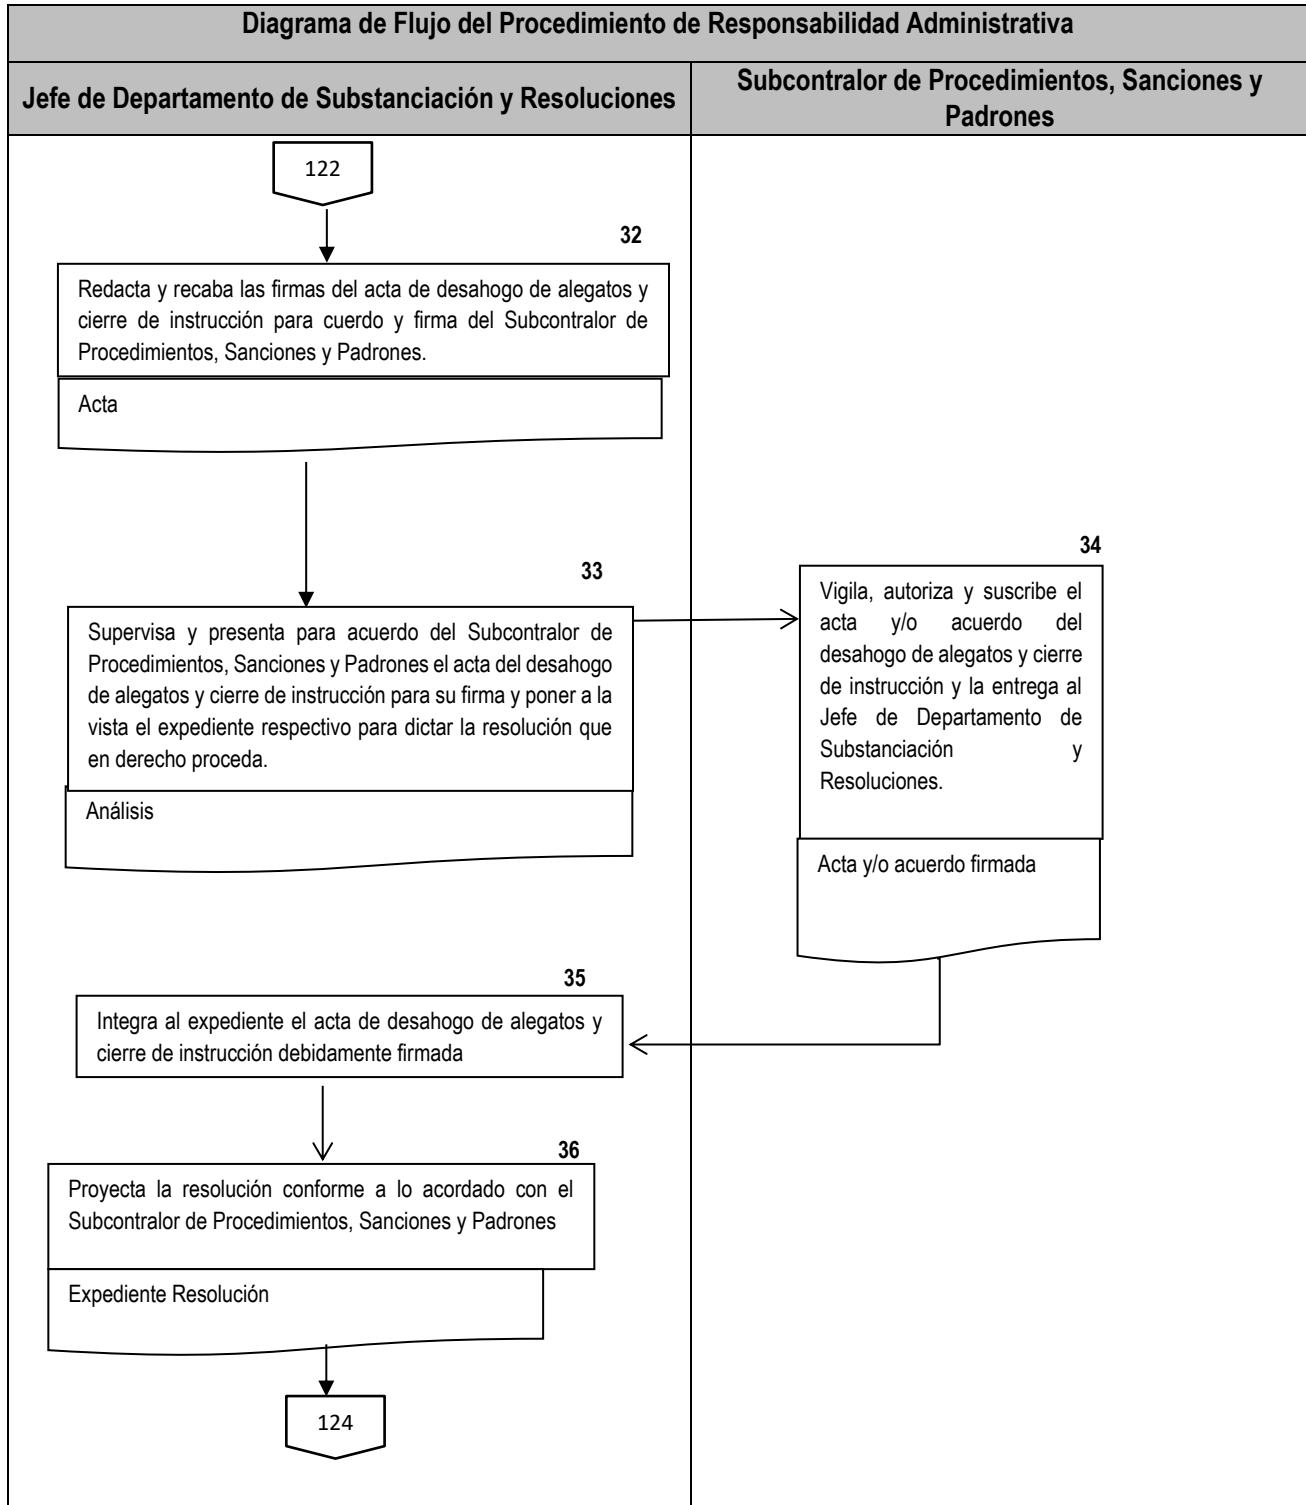 Diagrama de Flujo del Procedimiento de Responsabilidad Administrativa
Jefe de Departamento de Substanciación y Resoluciones
Subcontralor de Procedimientos, Sanciones y
Padrones
122
32
Redacta y recaba las firmas del acta de desahogo de alegatos y
cierre de instrucción para cuerdo y firma del Subcontralor de
Procedimientos, Sanciones y Padrones.
Acta
33
Supervisa y presenta para acuerdo del Subcontralor de
Procedimientos, Sanciones y Padrones el acta del desahogo
de alegatos y cierre de instrucción para su firma y poner a la
vista el expediente respectivo para dictar la resolución que
en derecho proceda.
Análisis
34
Vigila, autoriza y suscribe el
acta y/o acuerdo del
desahogo de alegatos y cierre
de instrucción y la entrega al
Jefe de Departamento de
Substanciación y
Resoluciones.
Acta y/o acuerdo firmada
35
Integra al expediente el acta de desahogo de alegatos y
cierre de instrucción debidamente firmada
36
Proyecta la resolución conforme a lo acordado con el
Subcontralor de Procedimientos, Sanciones y Padrones
Expediente Resolución
124